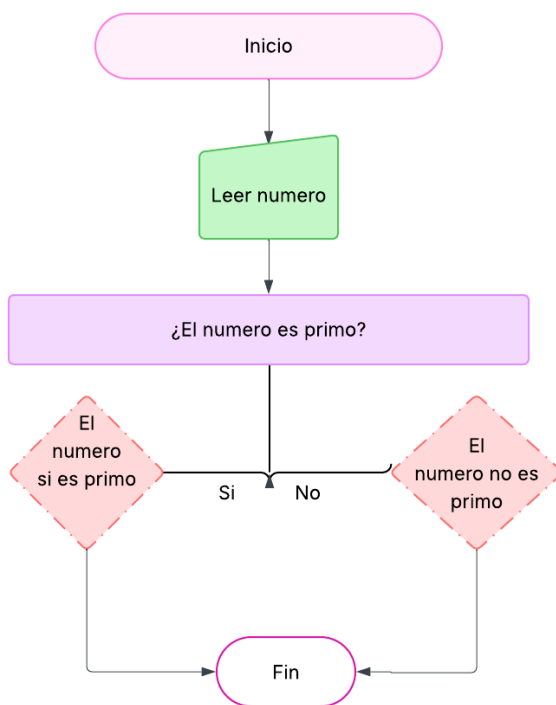 Inicio
Leer numero
¿El numero es primo?
El
numero
si es primo
Si
No
El
numero no es
primo
Fin